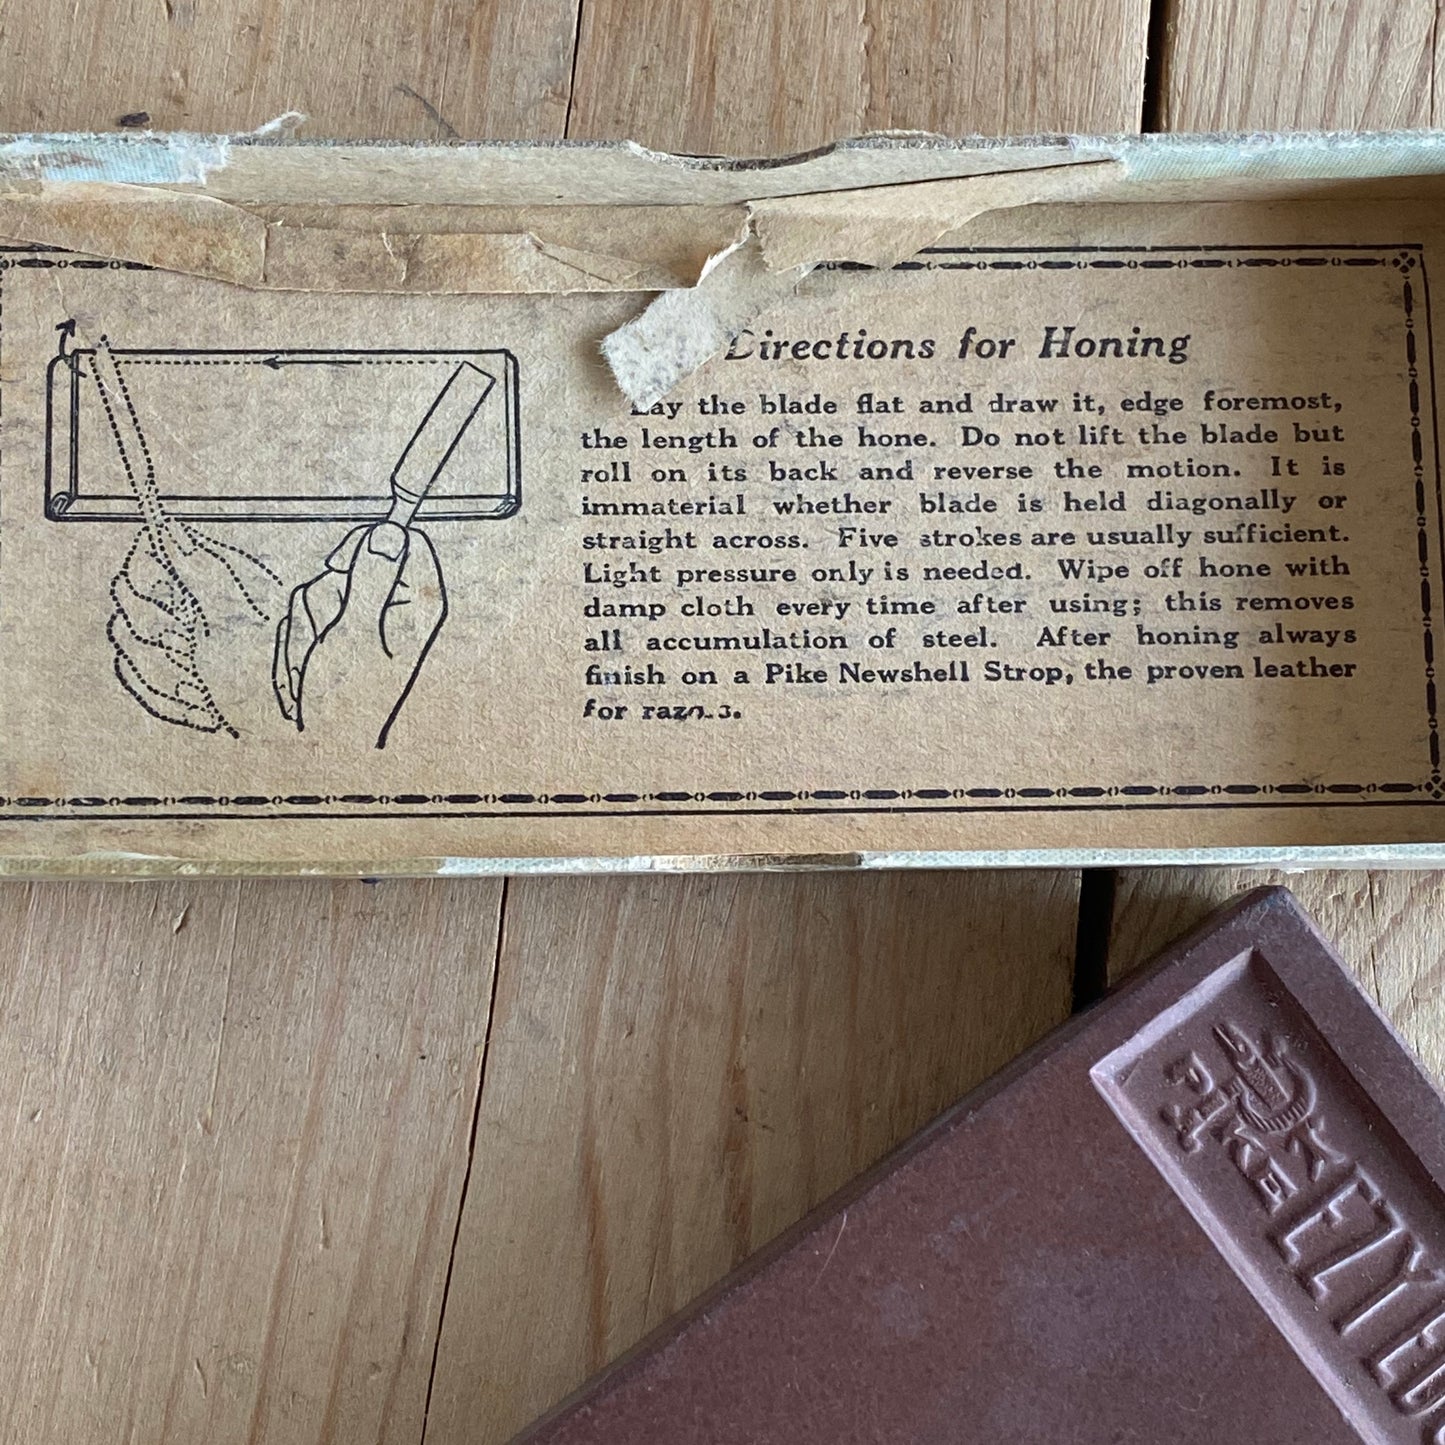 Directions for Honing
Lay the blade flat and draw it, edge foremost,
the length of the hone. Do not lift the blade but
roll on its back and reverse the motion. It is
immaterial whether blade is held diagonally or
straight across. Five strokes are usually sufficient.
Light pressure only is needed. Wipe off hone with
damp cloth every time after using; this removes
all accumulation of steel. After honing always
finish on a Pike Newshell Strop, the proven leather
for
PIKE